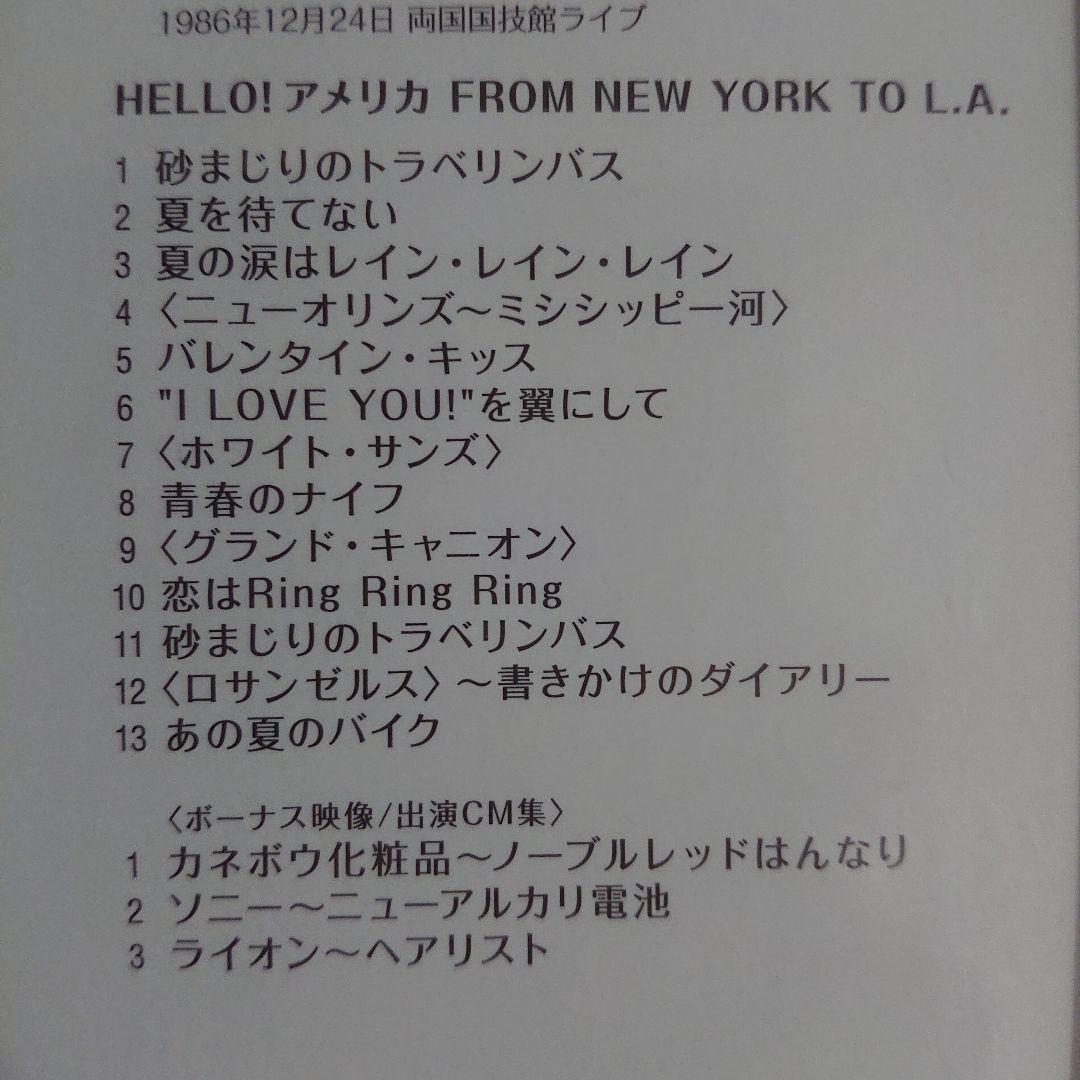 1986年12月24日 両国国技館ライブ
HELLO! アメリカ FROM NEW YORK TO L.A.
1 砂まじりのトラベリンバス
2 夏を待てない
3 夏の涙はレイン・レイン・レイン
4 〈ニューオリンズ～ミシシッピー河〉
5 バレンタイン・キッス
6 "I LOVE YOU!"を翼にして
7 〈ホワイト・サンズ〉
8 青春のナイフ
9 〈グランド・キャニオン〉
10 恋はRing Ring Ring
11 砂まじりのトラベリンバス
12 〈ロサンゼルス〉～書きかけのダイアリー
13 あの夏のバイク
〈ボーナス映像/出演CM集〉
1 カネボウ化粧品～ノーブルレッドはんなり
2 ソニー～ニューアルカリ電池
3 ライオン～ヘアリスト